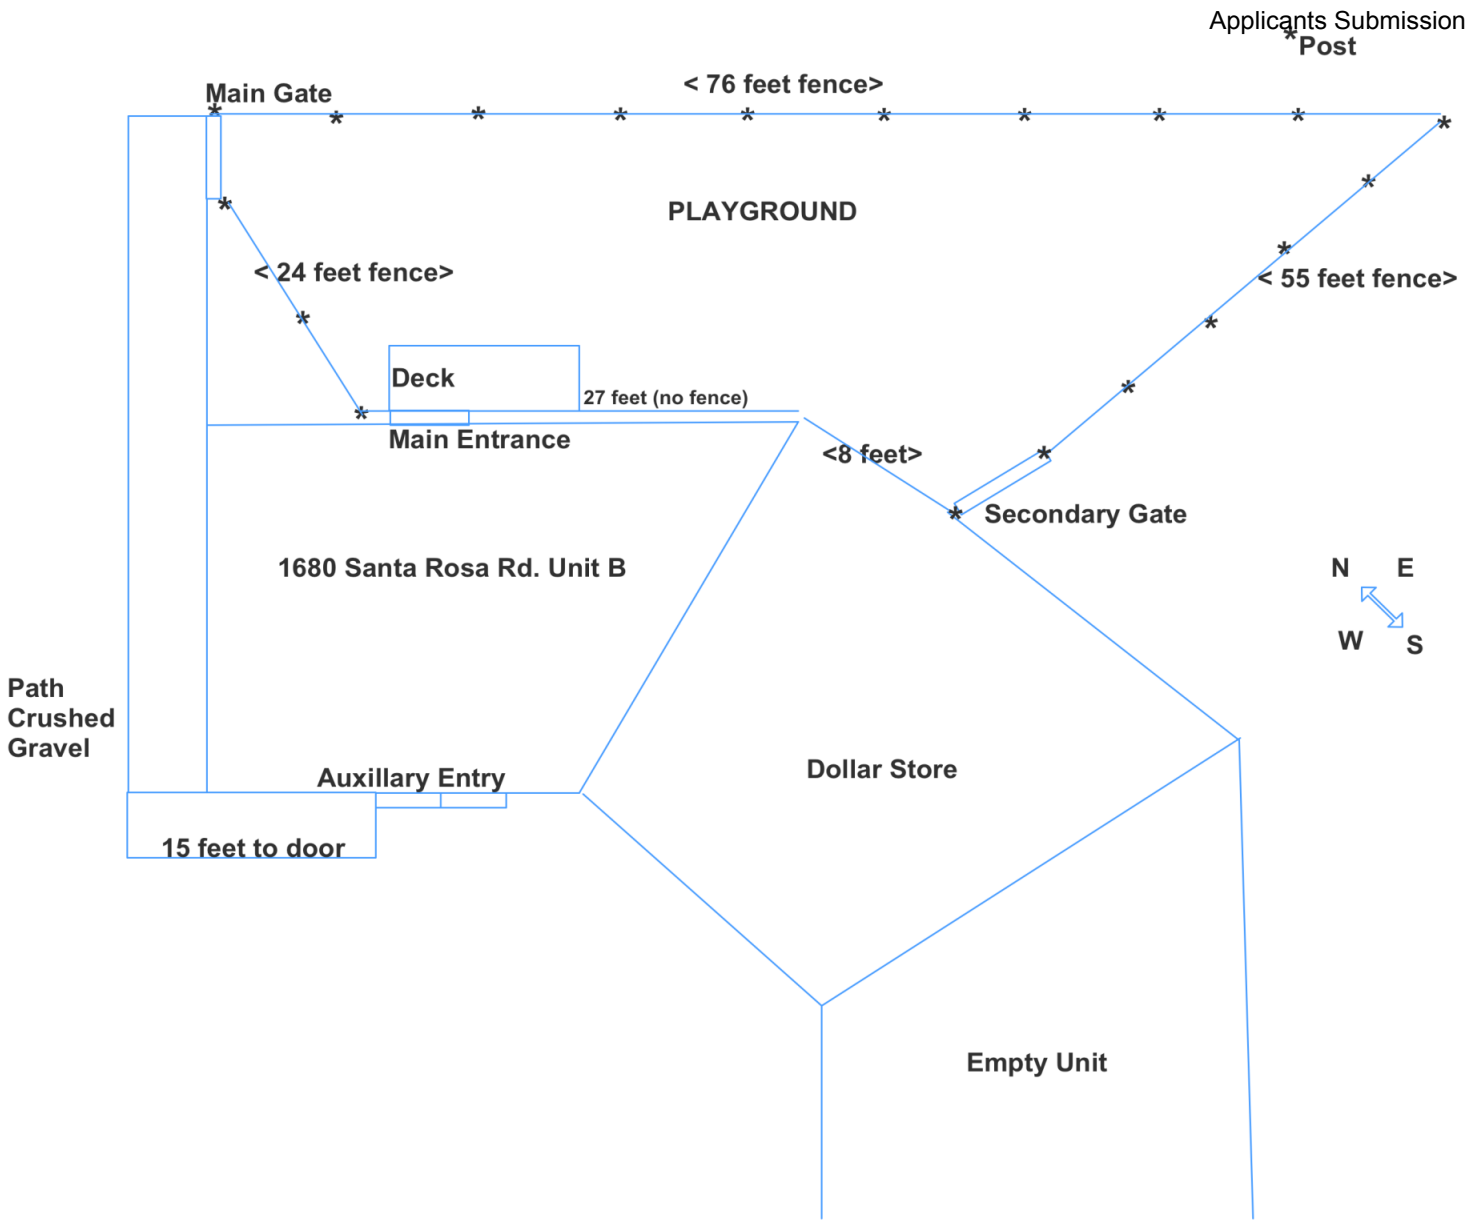 Applicants Submission
*Post
Main Gate
< 76 feet fence>
PLAYGROUND
< 24 feet fence>
< 55 feet fence>
Deck
27 feet (no fence)
Main Entrance
<8 feet>
Secondary Gate
1680 Santa Rosa Rd. Unit B
N E
W S
Path
Crushed
Gravel
Auxillary Entry
Dollar Store
15 feet to door
Empty Unit